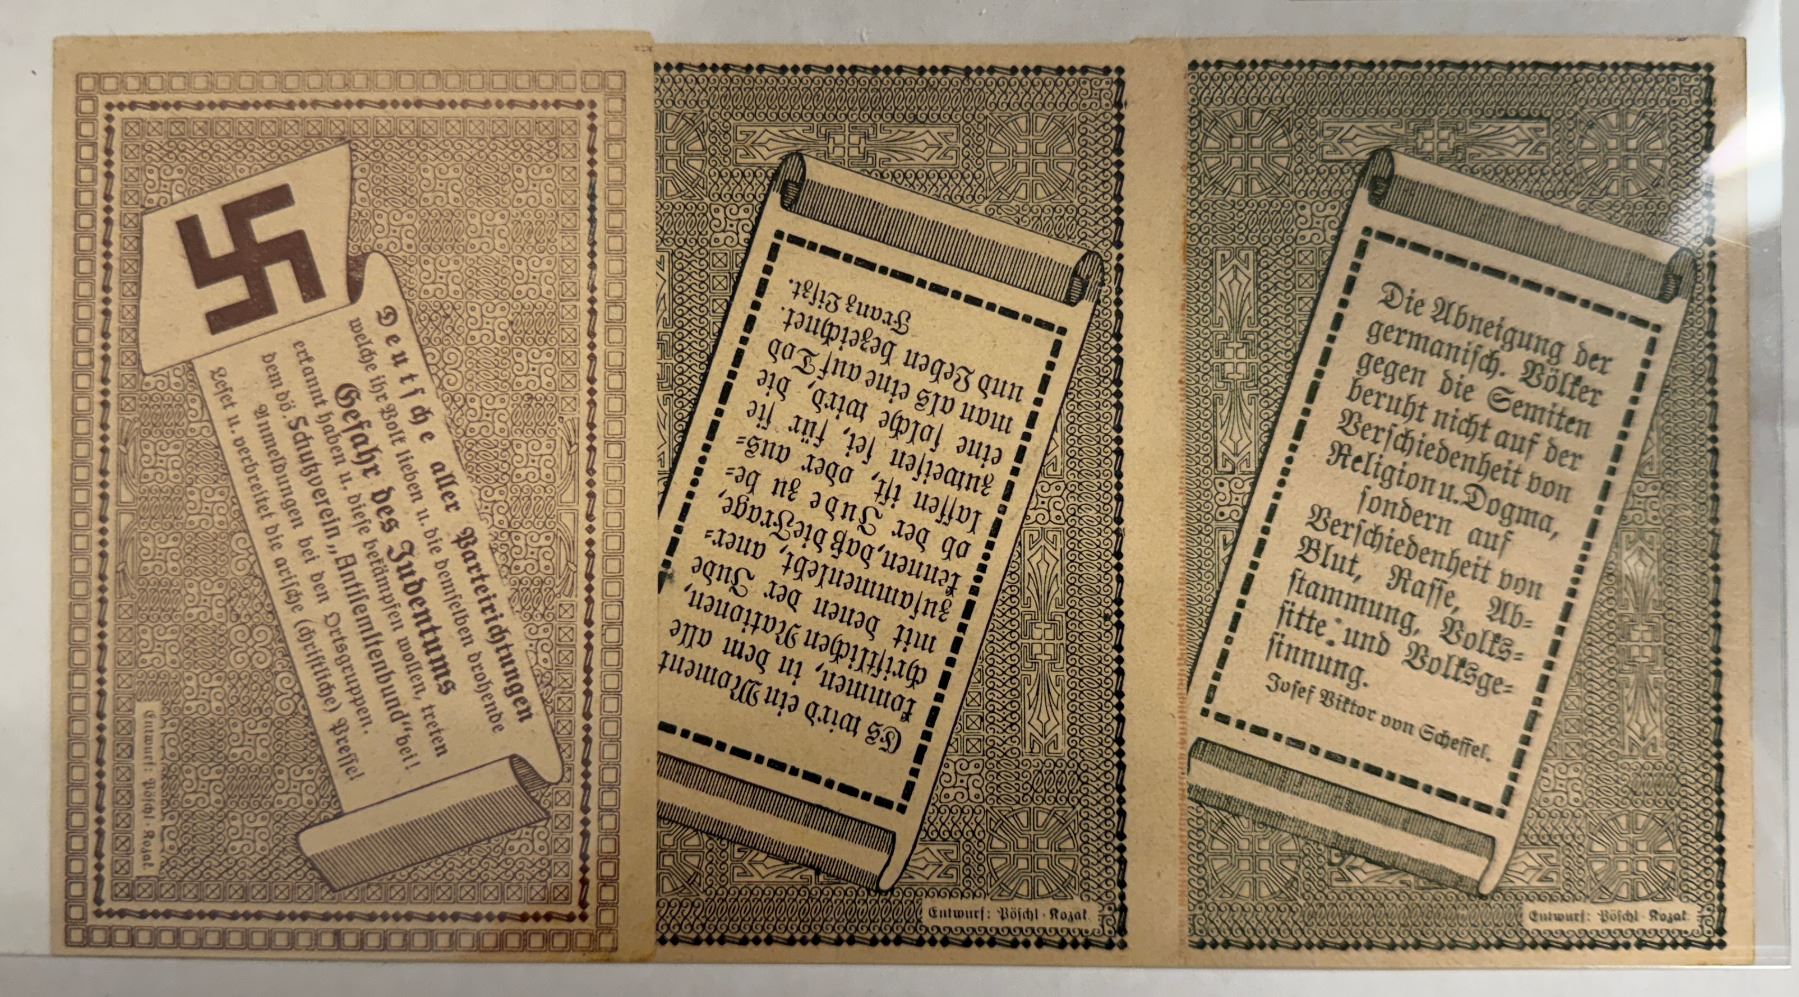 Deutsche aller Parteirichtungen
welche ihr Volk lieben u. die demselben drohende
Gefahr des Judentums
erkannt haben u. diese bekämpfen wollen, treten
dem dö Schutzverein „Antisemitenbund“ bei!
Anmeldungen bei den Ortsgruppen.
Leset u. verbreitet die arische (christliche) Presse!
Entwurf: Pöschl-Kozak
Es wird ein Moment
kommen, in dem alle
christlichen Nationen,
mit denen der Jude
zusammenlebt, aner-
kennen, daß die Frage,
ob der Jude zu be-
lassen ist, oder aus-
zuweisen sei, für sie
eine solche wird, die
man als eine auf Tod
und Leben bezeichnet.
Franz Liszt.
Entwurf: Pöschl-Kozak
Die Abneigung der
germanisch. Völker
gegen die Semiten
beruht nicht auf der
Verschiedenheit von
Religion u. Dogma,
sondern auf
Verschiedenheit von
Blut, Rasse, Ab-
stammung, Volks-
sitte und Volksge-
sinnung.
Josef Viktor von Scheffel.
Entwurf: Pöschl-Kozak